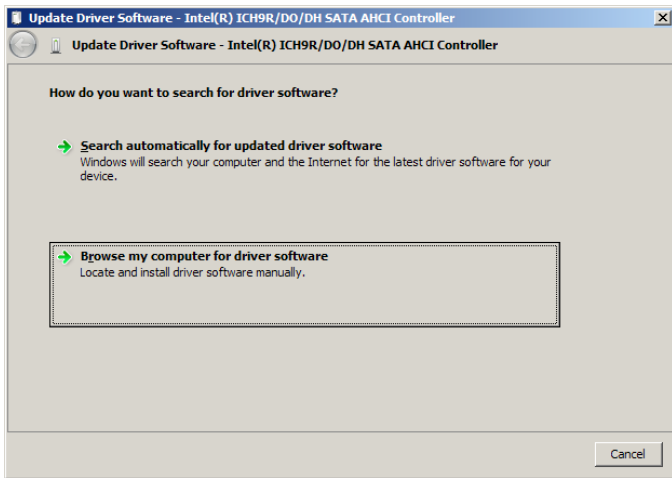 Update Driver Software - Intel(R) ICH9R/DO/DH SATA AHCI Controller
Update Driver Software - Intel(R) ICH9R/DO/DH SATA AHCI Controller
How do you want to search for driver software?
Search automatically for updated driver software
Windows will search your computer and the Internet for the latest driver software for your
device.
Browse my computer for driver software
Locate and install driver software manually.
Cancel